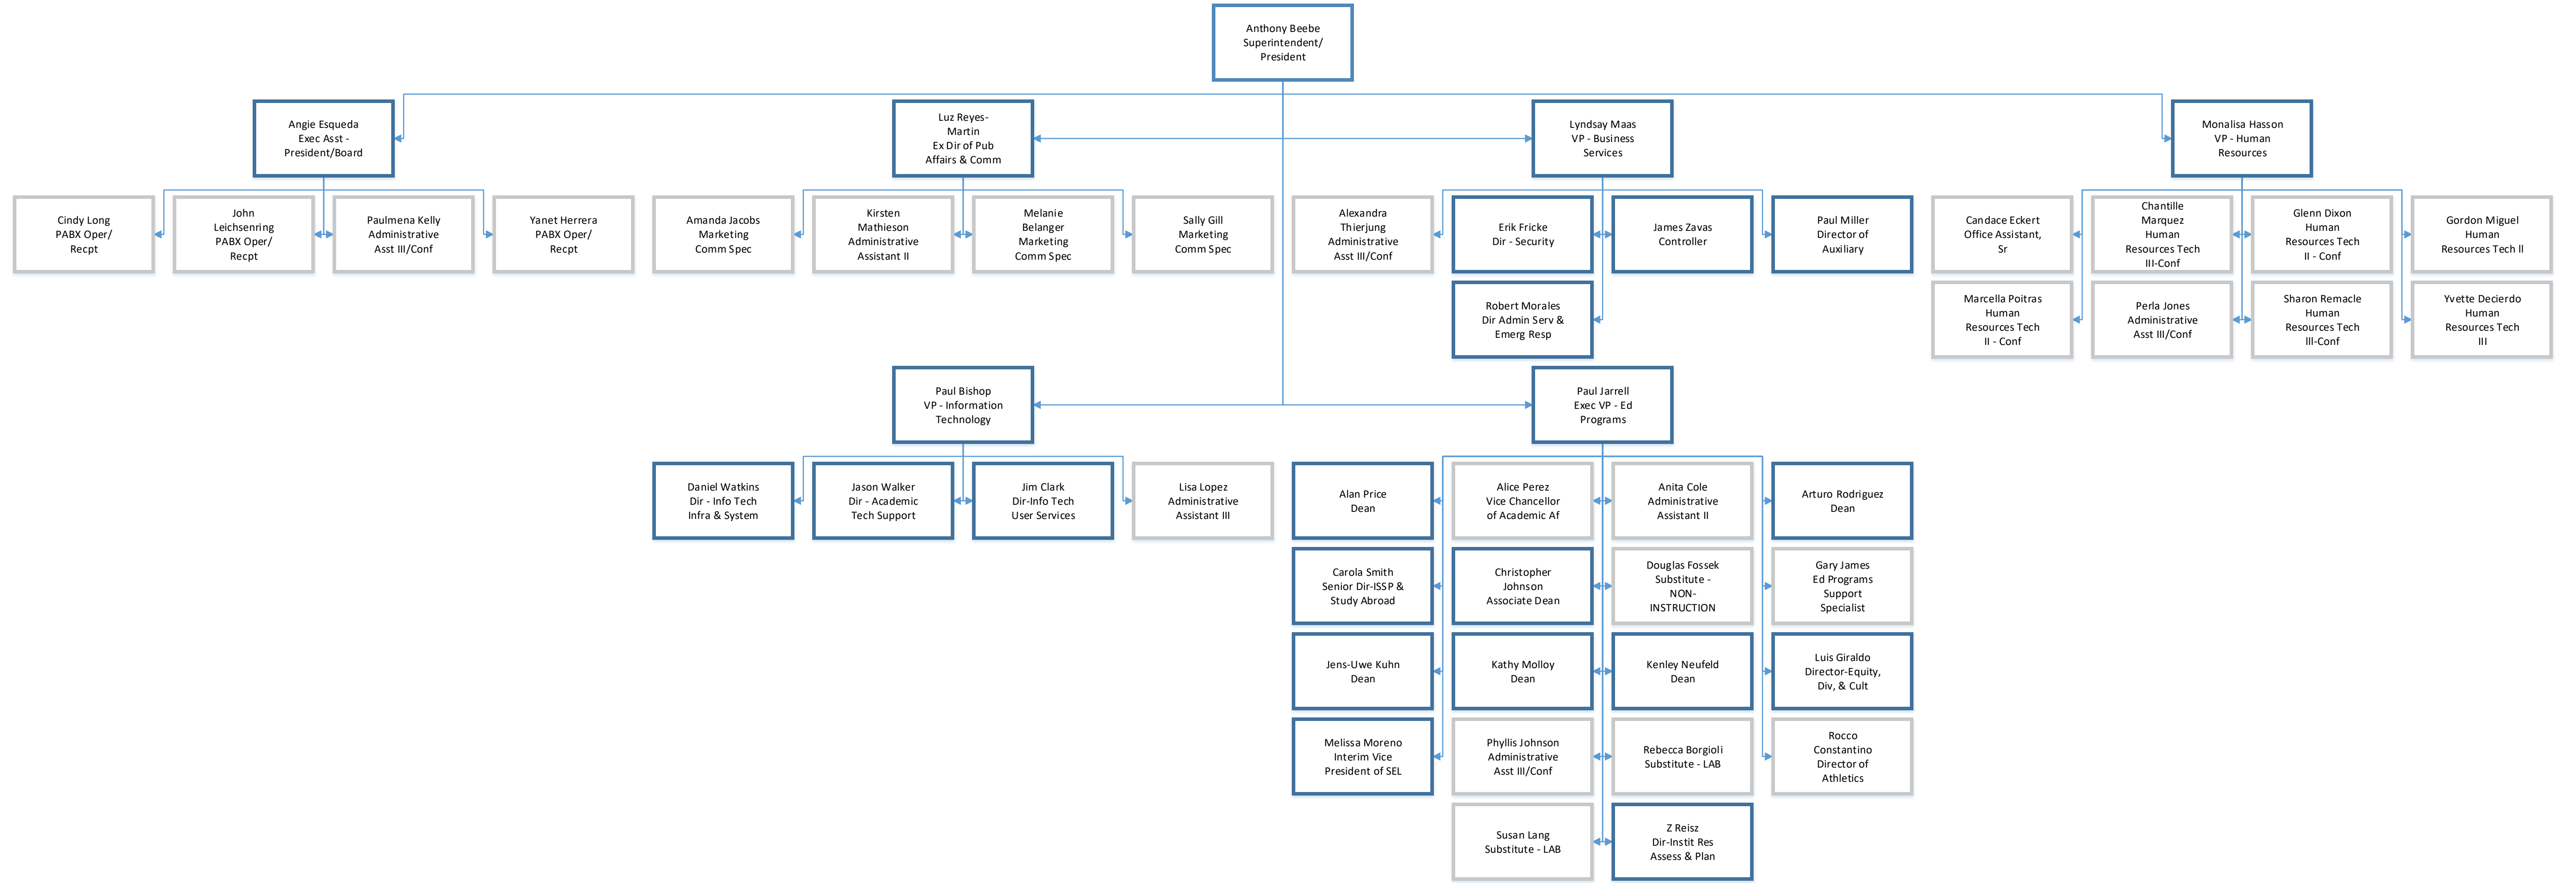 Anthony Beebe
Superintendent/
President
Angie Esqueda
Exec Asst -
President/Board
Luz Reyes-
Martin
Ex Dir of Pub
Affairs & Comm
Lyndsay Maas
VP - Business
Services
Monalisa Hasson
VP - Human
Resources
Cindy Long
PABX Oper/
Recpt
John
Leichsenring
PABX Oper/
Recpt
Paulmena Kelly
Administrative
Asst III/Conf
Yanet Herrera
PABX Oper/
Recpt
Amanda Jacobs
Marketing
Comm Spec
Kirsten
Mathieson
Administrative
Assistant II
Melanie
Belanger
Marketing
Comm Spec
Sally Gill
Marketing
Comm Spec
Alexandra
Thierjung
Administrative
Asst III/Conf
Erik Fricke
Dir - Security
James Zavas
Controller
Paul Miller
Director of
Auxiliary
Candace Eckert
Office Assistant,
Sr
Chantille
Marquez
Human
Resources Tech
III-Conf
Glenn Dixon
Human
Resources Tech
II - Conf
Gordon Miguel
Human
Resources Tech ll
Robert Morales
Dir Admin Serv &
Emerg Resp
Marcella Poitras
Human
Resources Tech
II - Conf
Perla Jones
Administrative
Asst III/Conf
Sharon Remacle
Human
Resources Tech
lll-Conf
Yvette Decierdo
Human
Resources Tech
III
Paul Bishop
VP - Information
Technology
Paul Jarrell
Exec VP - Ed
Programs
Daniel Watkins
Dir - Info Tech
Infra & System
Jason Walker
Dir - Academic
Tech Support
Jim Clark
Dir-Info Tech
User Services
Lisa Lopez
Administrative
Assistant III
Alan Price
Dean
Alice Perez
Vice Chancellor
of Academic Af
Anita Cole
Administrative
Assistant II
Arturo Rodriguez
Dean
Carola Smith
Senior Dir-ISSP &
Study Abroad
Christopher
Johnson
Associate Dean
Douglas Fossek
Substitute -
NON-
INSTRUCTION
Gary James
Ed Programs
Support
Specialist
Jens-Uwe Kuhn
Dean
Kathy Molloy
Dean
Kenley Neufeld
Dean
Luis Giraldo
Director-Equity,
Div, & Cult
Melissa Moreno
Interim Vice
President of SEL
Phyllis Johnson
Administrative
Asst III/Conf
Rebecca Borgioli
Substitute - LAB
Rocco
Constantino
Director of
Athletics
Susan Lang
Substitute - LAB
Z Reisz
Dir-Instit Res
Assess & Plan